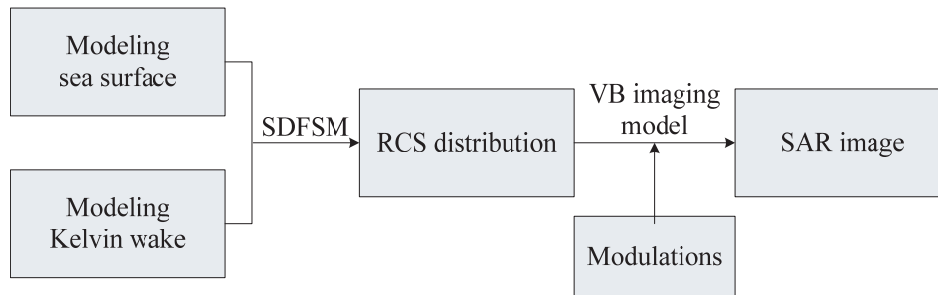 Modeling
sea surface
Modeling
Kelvin wake
SDFSM
RCS distribution
VB imaging
model
Modulations
SAR image